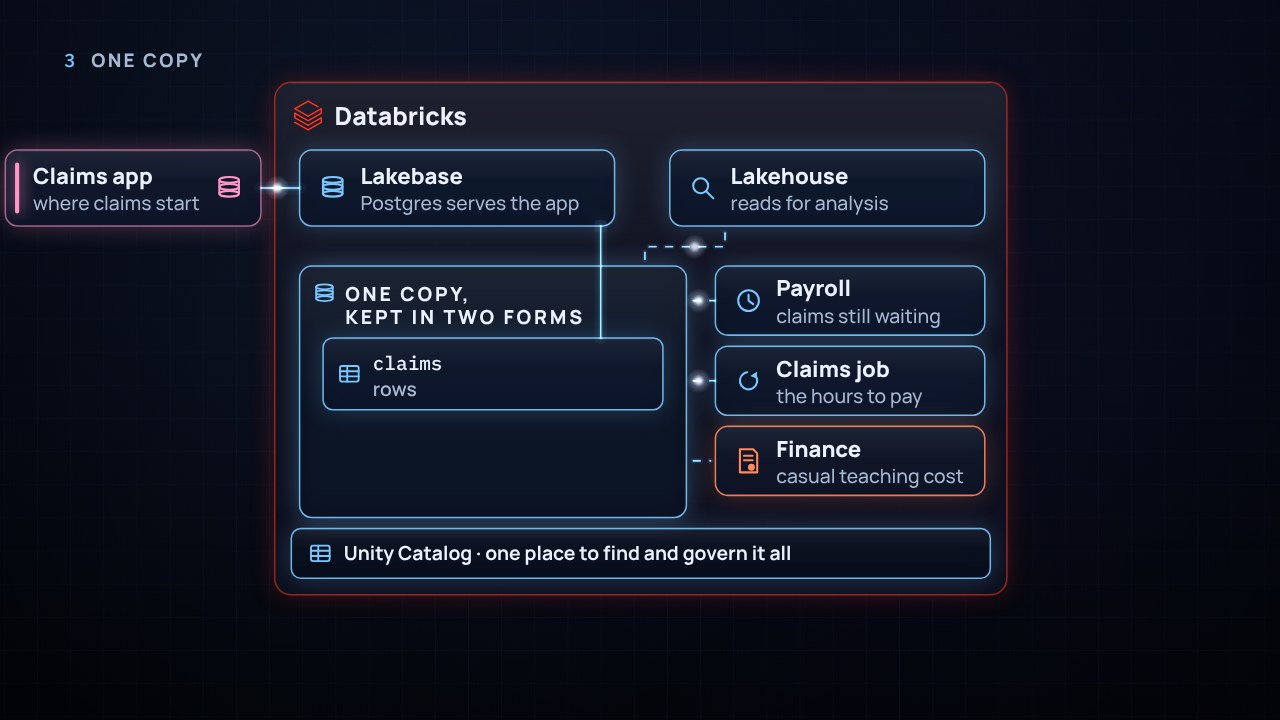 3 ONE COPY
Databricks
Claims app
where claims start
Lakebase
Postgres serves the app
Lakehouse
reads for analysis
ONE COPY,
KEPT IN TWO FORMS
claims
rows
Payroll
claims still waiting
Claims job
the hours to pay
Finance
casual teaching cost
Unity Catalog · one place to find and govern it all